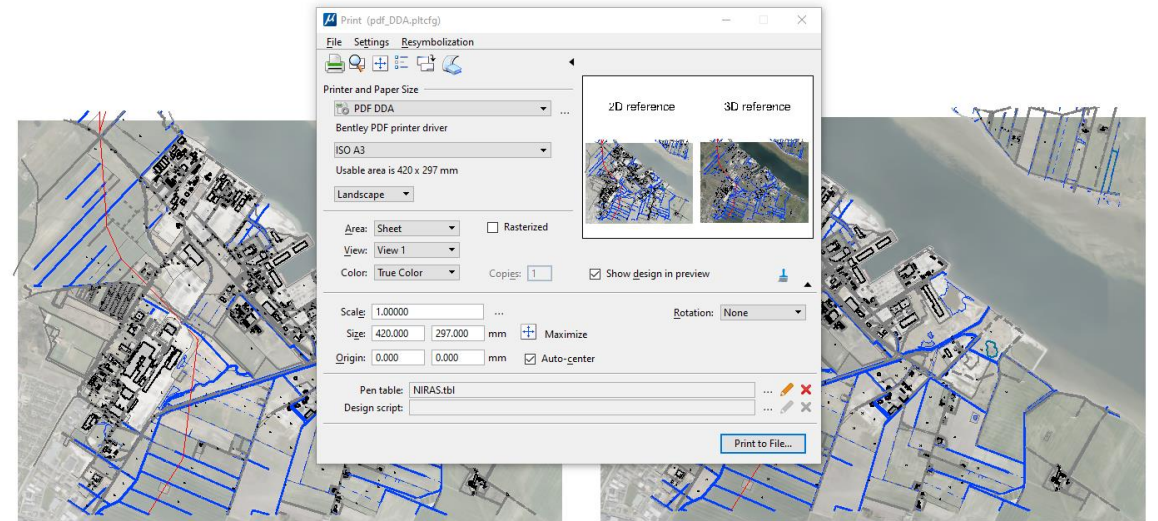 Print (pdf_DDA.pltcfg)
File Settings Resymbolization
Printer and Paper Size
PDF DDA
...
Bentley PDF printer driver
ISO A3
Usable area is 420 x 297 mm
Landscape
2D reference 3D reference
Area: Sheet Rasterized
View: View 1
Color: True Color Copies: 1 Show design in preview
Scale: 1.00000 ... Rotation: None
Size: 420.000 297.000 mm Maximize
Origin: 0.000 0.000 mm Auto-center
Pen table: NIRAS.tbl ...
Design script: ...
Print to File...